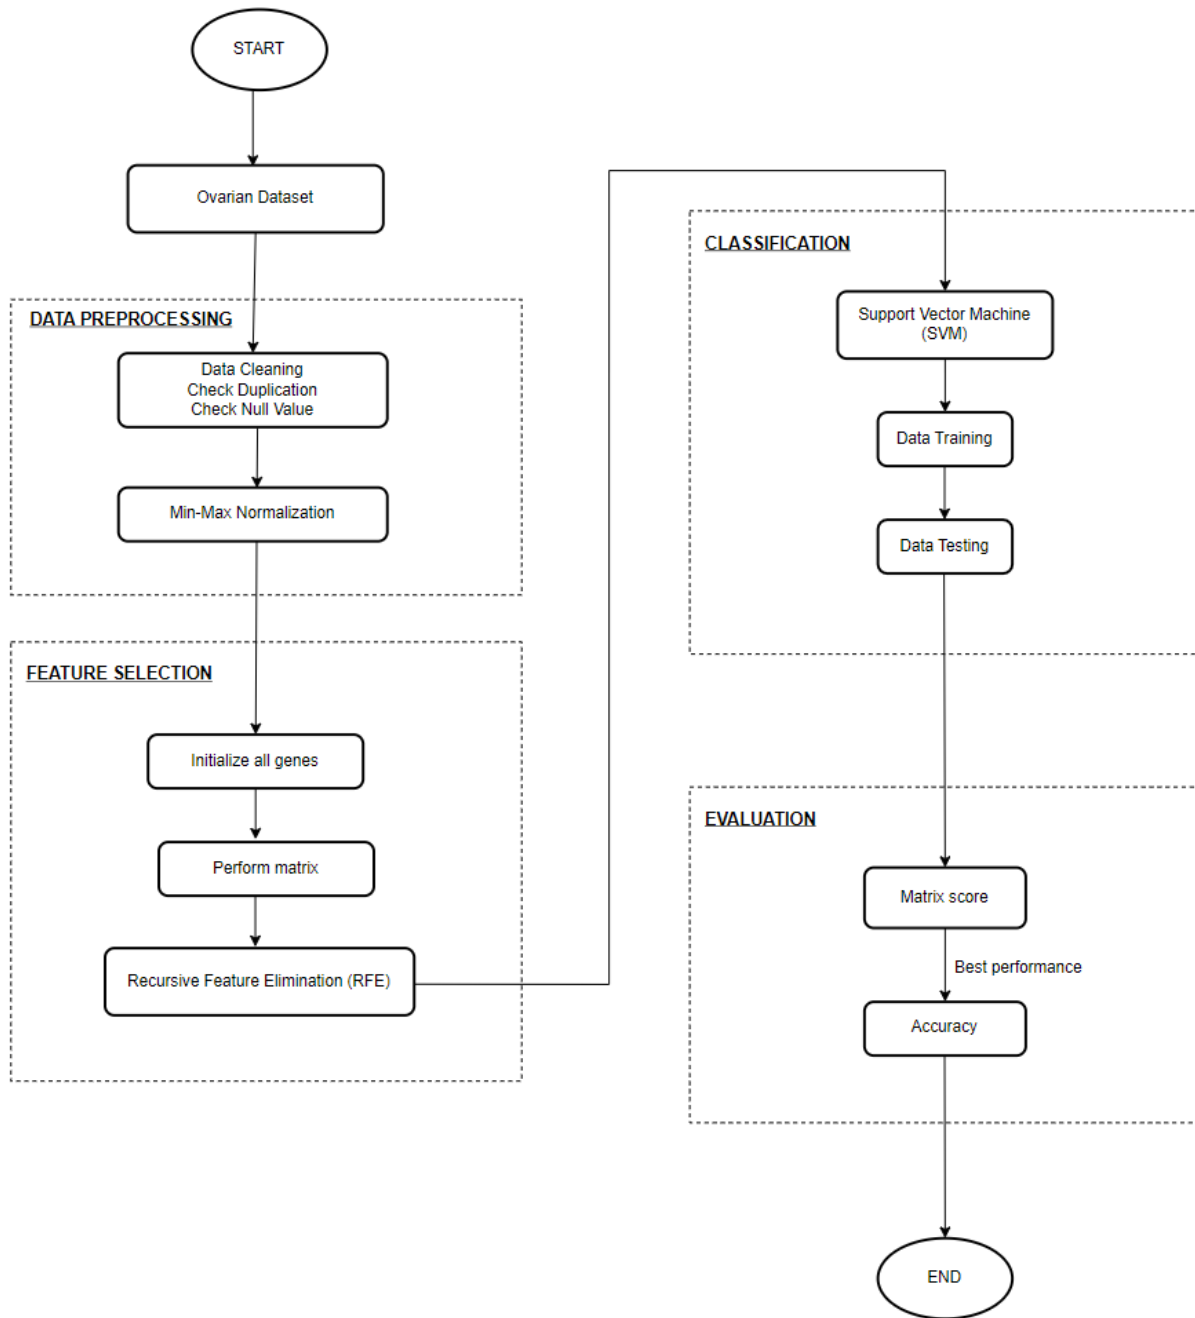 START
Ovarian Dataset
DATA PREPROCESSING
Data Cleaning
Check Duplication
Check Null Value
Min-Max Normalization
FEATURE SELECTION
Initialize all genes
Perform matrix
Recursive Feature Elimination (RFE)
CLASSIFICATION
Support Vector Machine
(SVM)
Data Training
Data Testing
EVALUATION
Matrix score
Best performance
Accuracy
END